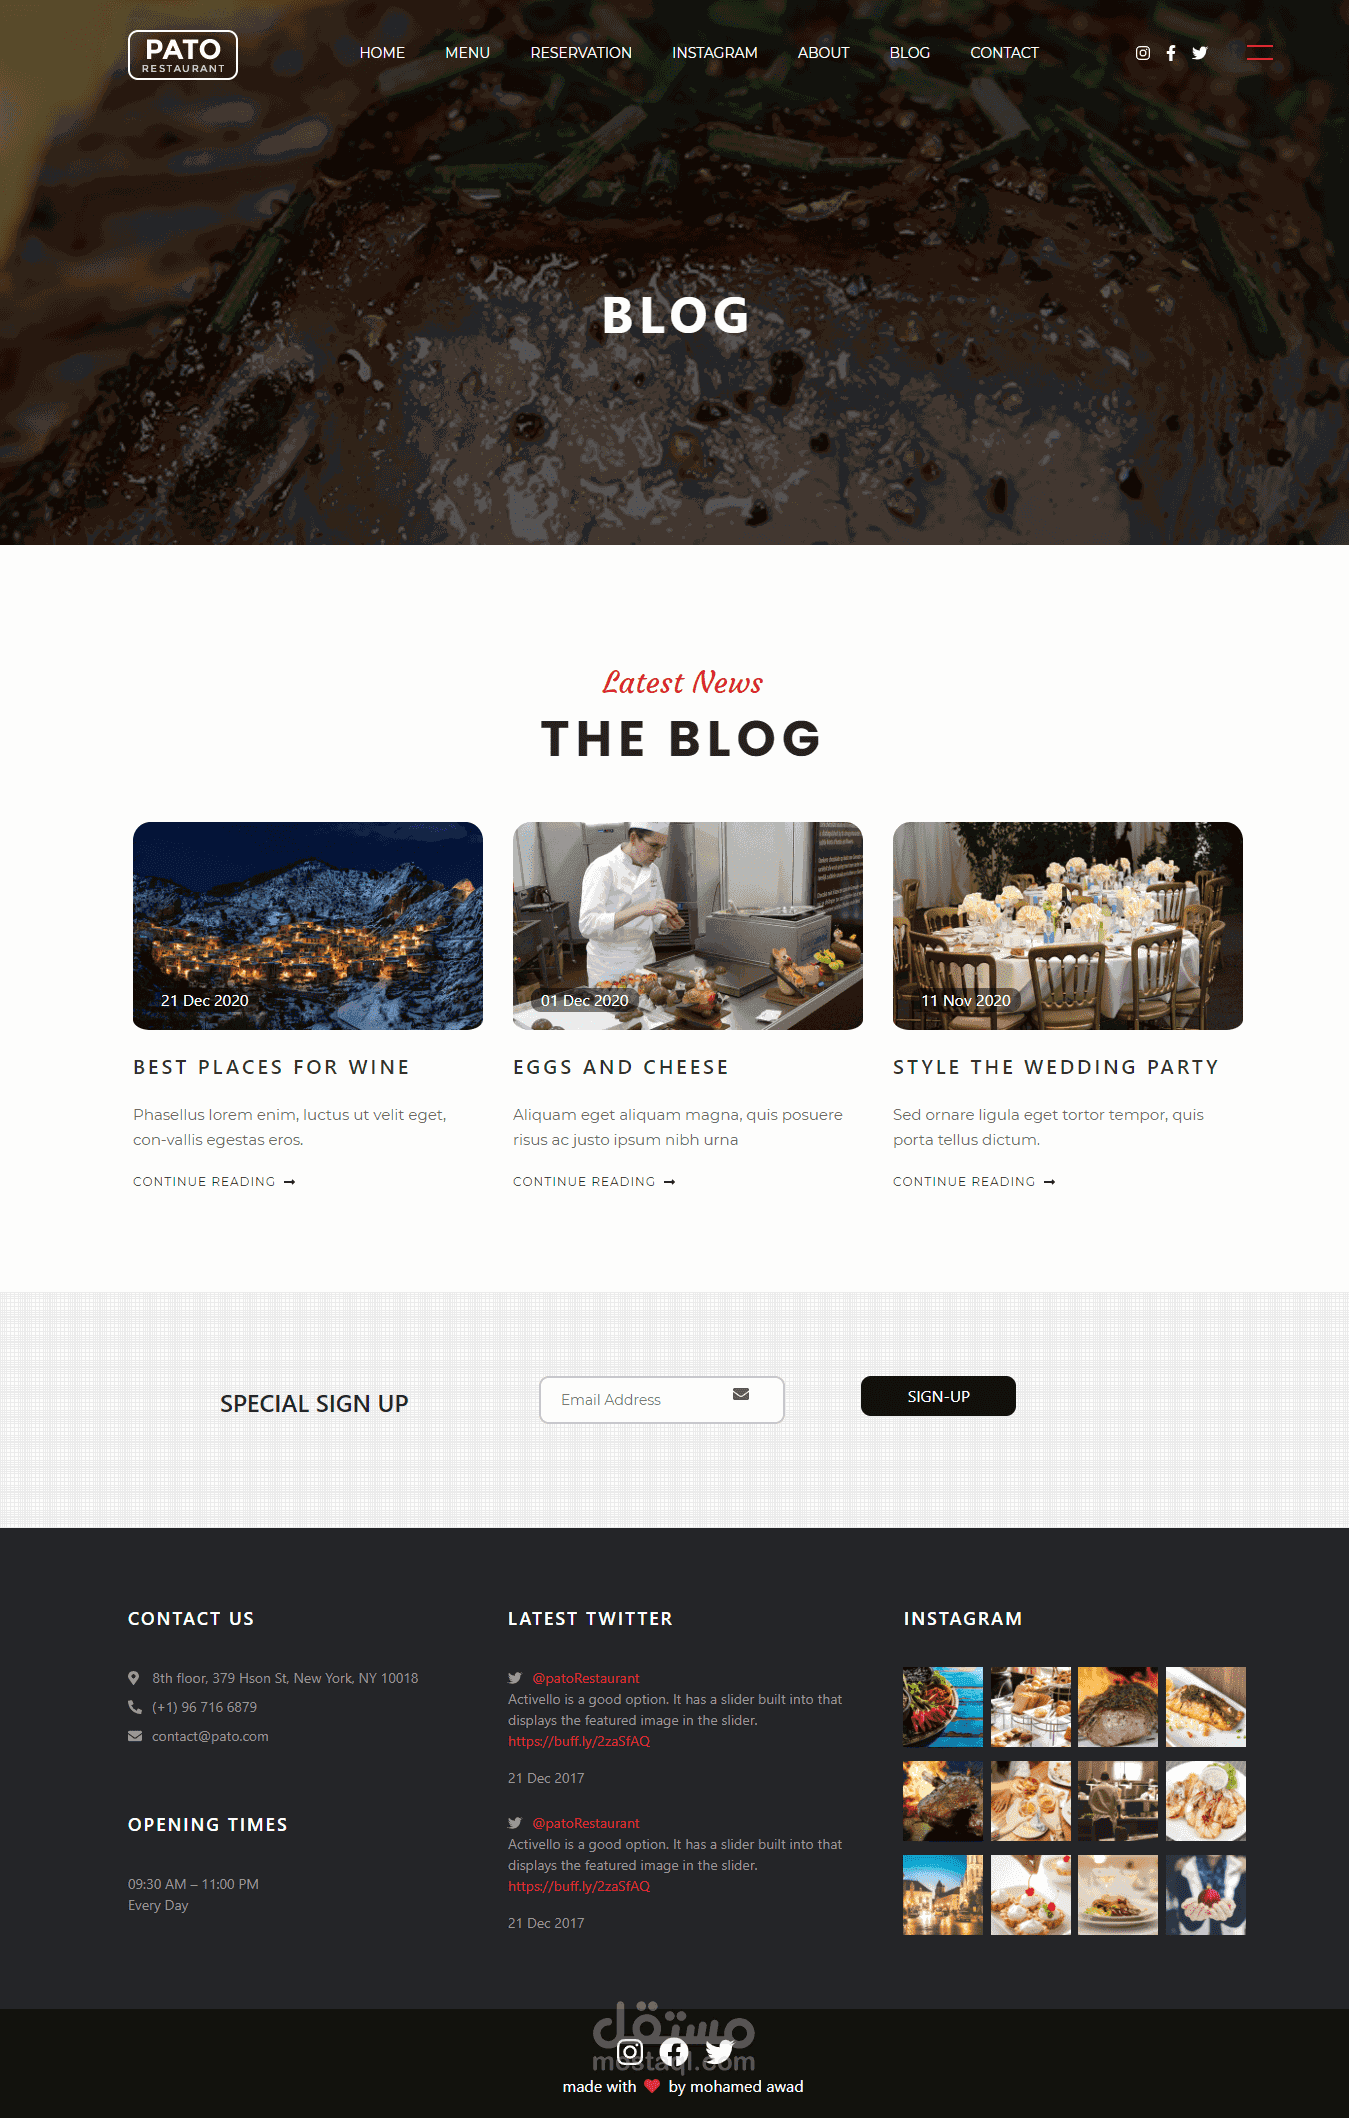 PATO
RESTAURANT
HOME MENU RESERVATION INSTAGRAM ABOUT BLOG CONTACT
BLOG
Latest News
THE BLOG
21 Dec 2020
01 Dec 2020
11 Nov 2020
BEST PLACES FOR WINE
Phasellus lorem enim, luctus ut velit eget,
con-vallis egestas eros.
CONTINUE READING
EGGS AND CHEESE
Aliquam eget aliquam magna, quis posuere
risus ac justo ipsum nibh urna
CONTINUE READING
STYLE THE WEDDING PARTY
Sed ornare ligula eget tortor tempor, quis
porta tellus dictum.
CONTINUE READING
SPECIAL SIGN UP
Email Address
SIGN-UP
CONTACT US
8th floor, 379 Hson St, New York, NY 10018
(+1) 96 716 6879
contact@pato.com
OPENING TIMES
09:30 AM – 11:00 PM
Every Day
LATEST TWITTER
@patoRestaurant
Activello is a good option. It has a slider built into that
displays the featured image in the slider.
https://buff.ly/2zaSfAQ
21 Dec 2017
@patoRestaurant
Activello is a good option. It has a slider built into that
displays the featured image in the slider.
https://buff.ly/2zaSfAQ
21 Dec 2017
INSTAGRAM
مستقل
mostaql.com
made with by mohamed awad